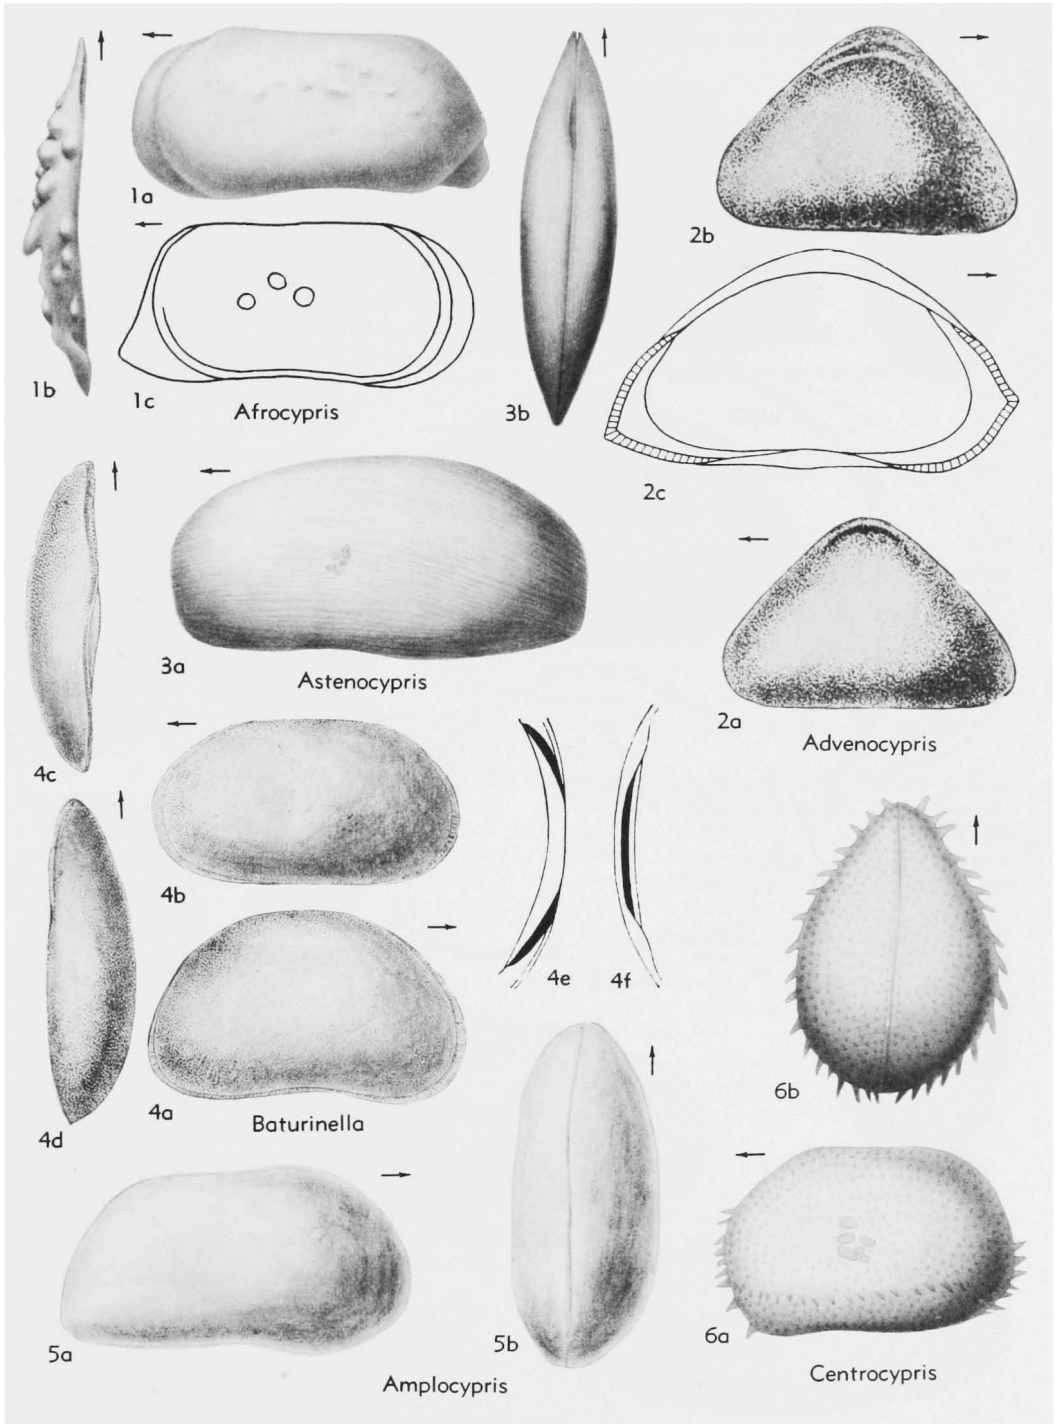 1a
2b
1b
1c
Afrocypris
3b
2c
3a
Astenocypris
2a
Advenocypris
4c
4b
4e
4f
4a
Baturinella
4d
6b
5a
5b
6a
Amplocypris
Centrocypris